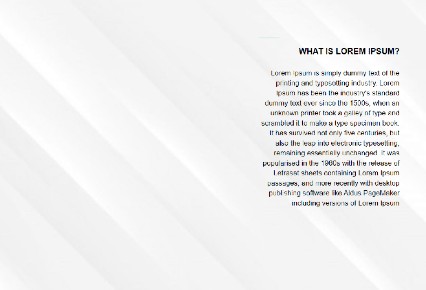 WHAT IS LOREM IPSUM?
Lorem Ipsum is simply dummy text of the
printing and typesetting industry. Lorem
Ipsum has been the industry's standard
dummy text ever since the 1500s, when an
unknown printer took a galley of type and
scrambled it to make a type specimen book.
It has survived not only five centuries, but
also the leap into electronic typesetting,
remaining essentially unchanged. It was
popularised in the 1960s with the release of
Letraset sheets containing Lorem Ipsum
passages, and more recently with desktop
publishing software like Aldus PageMaker
including versions of Lorem Ipsum